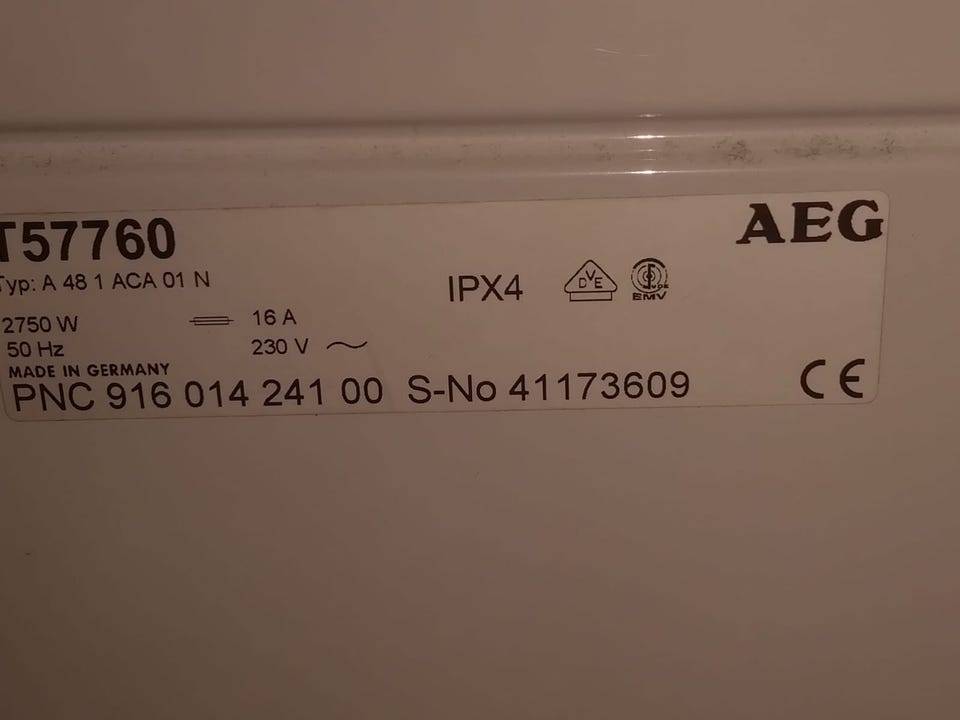 T57760
AEG
Typ: A 48 1 ACA 01 N
IPX4
DVE
EMV
2750 W
16 A
50 Hz
230 V
MADE IN GERMANY
PNC 916 014 241 00 S-No 41173609
CE